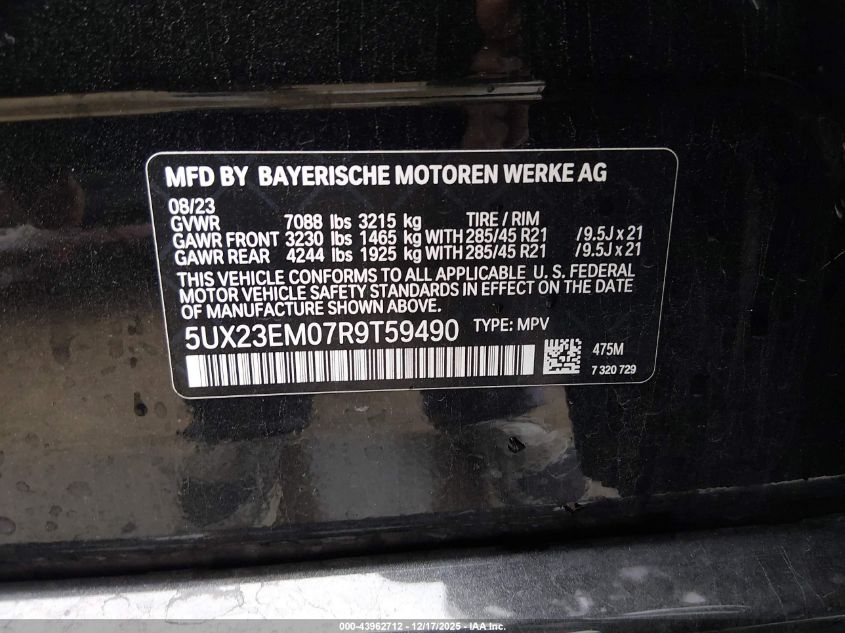 MFD BY BAYERISCHE MOTOREN WERKE AG
08/23
GVWR 7088 lbs 3215 kg TIRE / RIM
GAWR FRONT 3230 lbs 1465 kg WITH 285/45 R21 /9.5J x 21
GAWR REAR 4244 lbs 1925 kg WITH 285/45 R21 /9.5J x 21
THIS VEHICLE CONFORMS TO ALL APPLICABLE U. S. FEDERAL
MOTOR VEHICLE SAFETY STANDARDS IN EFFECT ON THE DATE
OF MANUFACTURE SHOWN ABOVE.
5UX23EM07R9T59490 TYPE: MPV
475M
7 320 729
000-43962712 - 12/17/2025 - IAAI.COM